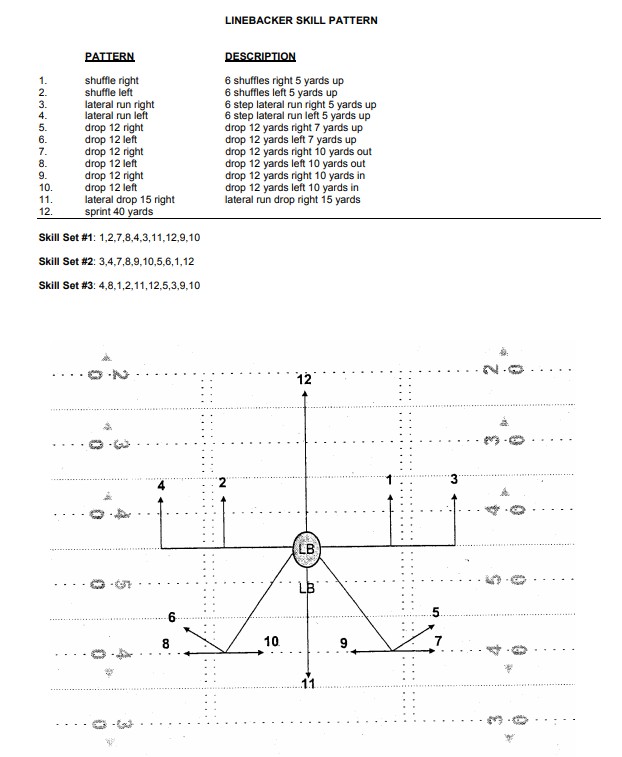 LINEBACKER SKILL PATTERN
PATTERN DESCRIPTION
1. shuffle right 6 shuffles right 5 yards up
2. shuffle left 6 shuffles left 5 yards up
3. lateral run right 6 step lateral run right 5 yards up
4. lateral run left 6 step lateral run left 5 yards up
5. drop 12 right drop 12 yards right 7 yards up
6. drop 12 left drop 12 yards left 7 yards up
7. drop 12 right drop 12 yards right 10 yards out
8. drop 12 left drop 12 yards left 10 yards out
9. drop 12 right drop 12 yards right 10 yards in
10. drop 12 left drop 12 yards left 10 yards in
11. lateral drop 15 right lateral run drop right 15 yards
12. sprint 40 yards
Skill Set #1: 1,2,7,8,4,3,11,12,9,10
Skill Set #2: 3,4,7,8,9,10,5,6,1,12
Skill Set #3: 4,8,1,2,11,12,5,3,9,10
20 12 20
30 30
4 2 1 3
40 40
LB
50 LB 50
6 5
8 10 9 7
40 40
11
30 30